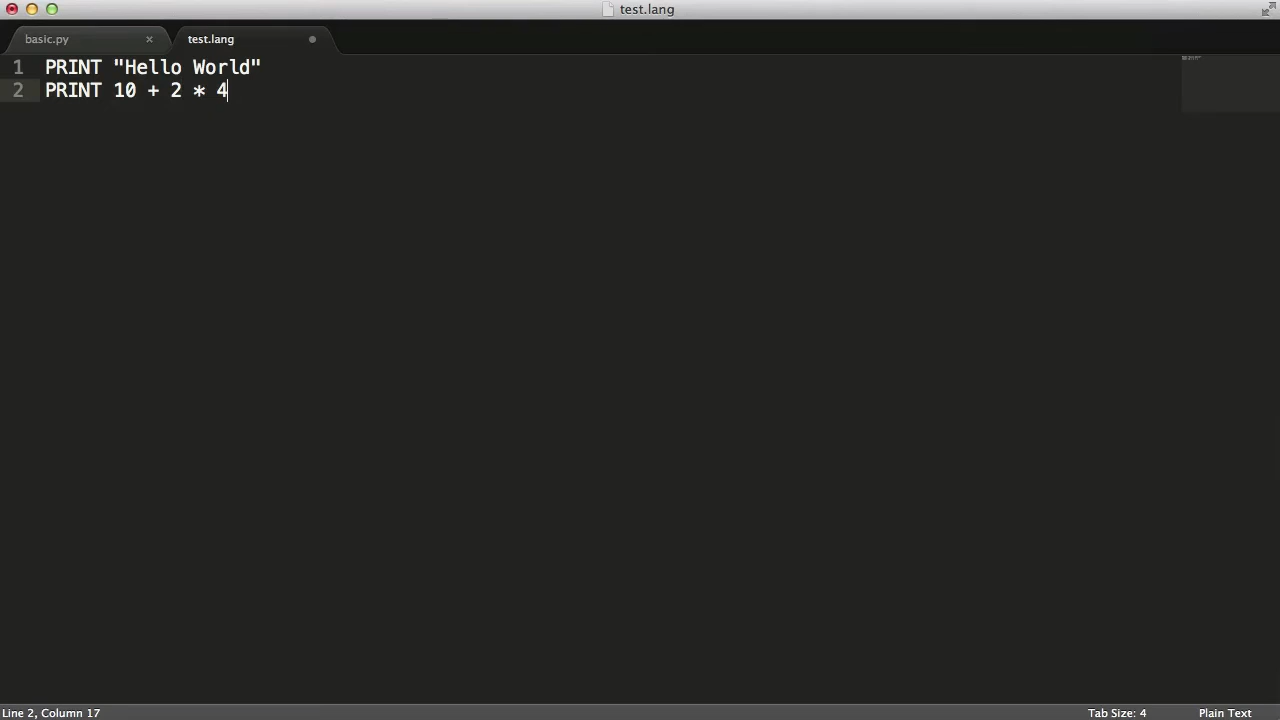 test.lang
basic.py × test.lang
1 PRINT "Hello World"
2 PRINT 10 + 2 * 4
Line 2, Column 17 Tab Size: 4 Plain Text